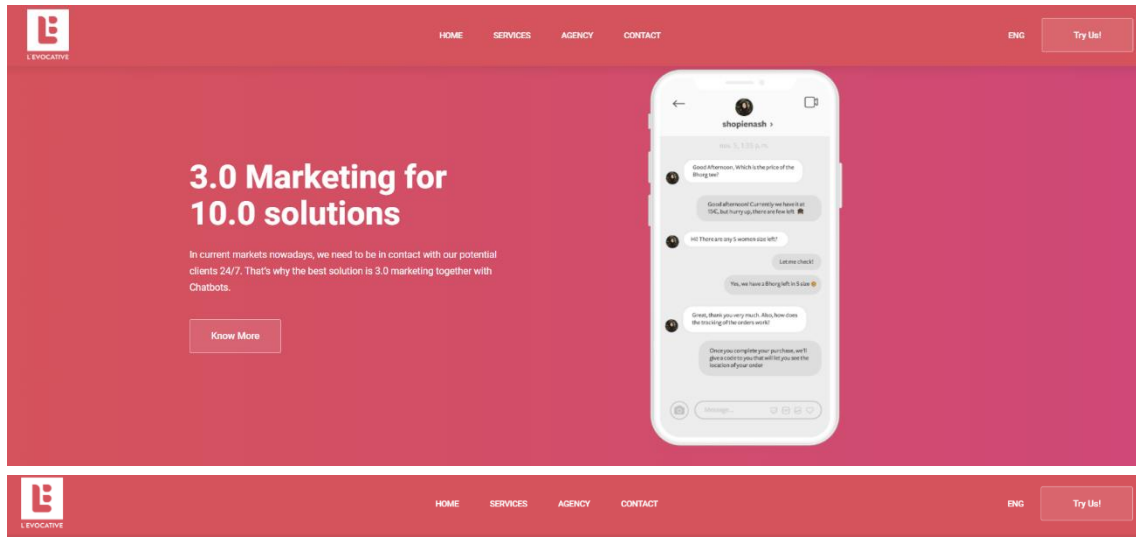 L'EVOCATIVE
HOME SERVICES AGENCY CONTACT
ENG Try Us!
shopienash ›
Good Afternoon, Which is the price of the
Bhorg tee?
Good afternoon! Currently we have it at
but hurry up, there are few left
Hi! There are any S women size left?
Let me check!
Yes, we have a Bhorg left in S size
Great, thank you very much. Also, how does
the tracking of the orders work?
Once you complete your purchase, we'll
give a code to you that will let you see the
location of your order
Message...
3.0 Marketing for
10.0 solutions
In current markets nowadays, we need to be in contact with our potential
clients 24/7. That's why the best solution is 3.0 marketing together with
Chatbots.
Know More
L'EVOCATIVE
HOME SERVICES AGENCY CONTACT
ENG Try Us!